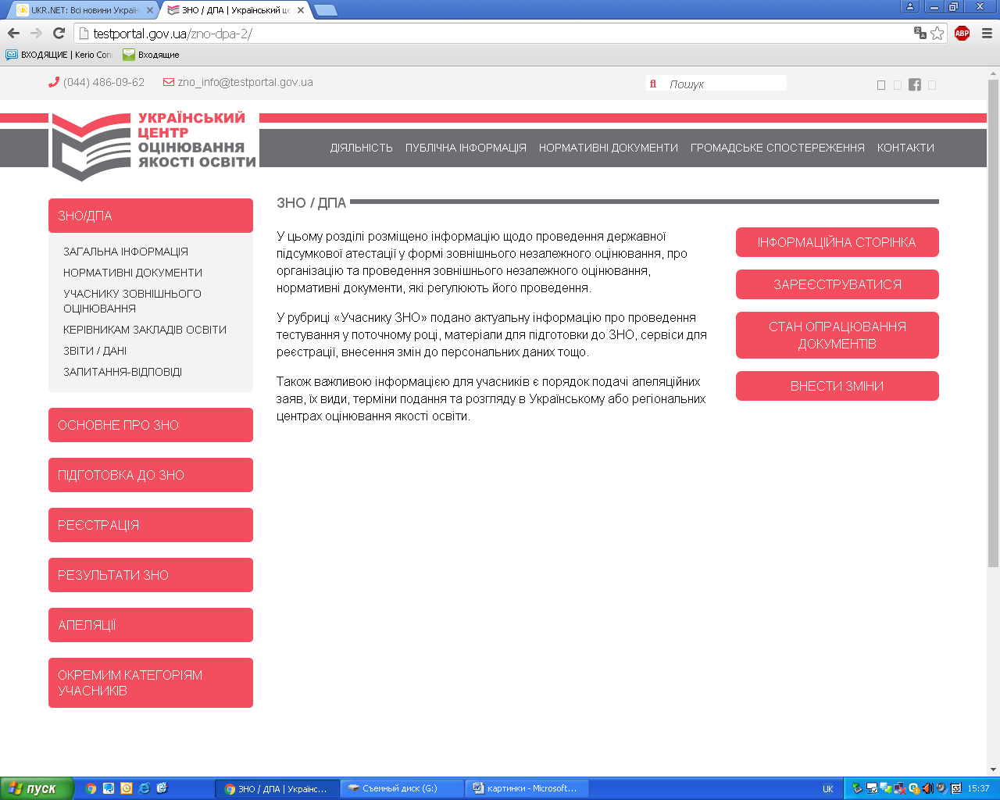 UKR.NET: Всі новини Україн
ЗНО / ДПА | Український це
testportal.gov.ua/zno-dpa-2/
ABP
ВХОДЯЩИЕ | Kerio Con
Входящие
(044) 486-09-62
zno_info@testportal.gov.ua
Пошук
УКРАЇНСЬКИЙ
ЦЕНТР
ОЦІНЮВАННЯ
ЯКОСТІ ОСВІТИ
ДІЯЛЬНІСТЬ ПУБЛІЧНА ІНФОРМАЦІЯ НОРМАТИВНІ ДОКУМЕНТИ ГРОМАДСЬКЕ СПОСТЕРЕЖЕННЯ КОНТАКТИ
ЗНО/ДПА
ЗАГАЛЬНА ІНФОРМАЦІЯ
НОРМАТИВНІ ДОКУМЕНТИ
УЧАСНИКУ ЗОВНІШНЬОГО
ОЦІНЮВАННЯ
КЕРІВНИКАМ ЗАКЛАДІВ ОСВІТИ
ЗВІТИ / ДАНІ
ЗАПИТАННЯ-ВІДПОВІДІ
ОСНОВНЕ ПРО ЗНО
ПІДГОТОВКА ДО ЗНО
РЕЄСТРАЦІЯ
РЕЗУЛЬТАТИ ЗНО
АПЕЛЯЦІЇ
ОКРЕМИМ КАТЕГОРІЯМ
УЧАСНИКІВ
ЗНО / ДПА
У цьому розділі розміщено інформацію щодо проведення державної
підсумкової атестації у формі зовнішнього незалежного оцінювання, про
організацію та проведення зовнішнього незалежного оцінювання,
нормативні документи, які регулюють його проведення.
У рубриці «Учаснику ЗНО» подано актуальну інформацію про проведення
тестування у поточному році, матеріали для підготовки до ЗНО, сервіси для
реєстрації, внесення змін до персональних даних тощо.
Також важливою інформацією для учасників є порядок подачі апеляційних
заяв, їх види, терміни подання та розгляду в Українському або регіональних
центрах оцінювання якості освіти.
ІНФОРМАЦІЙНА СТОРІНКА
ЗАРЕЄСТРУВАТИСЯ
СТАН ОПРАЦЮВАННЯ
ДОКУМЕНТІВ
ВНЕСТИ ЗМІНИ
пуск
ЗНО / ДПА | Українс...
Съемный диск (G:)
картинки - Microsoft...
UK
15:37